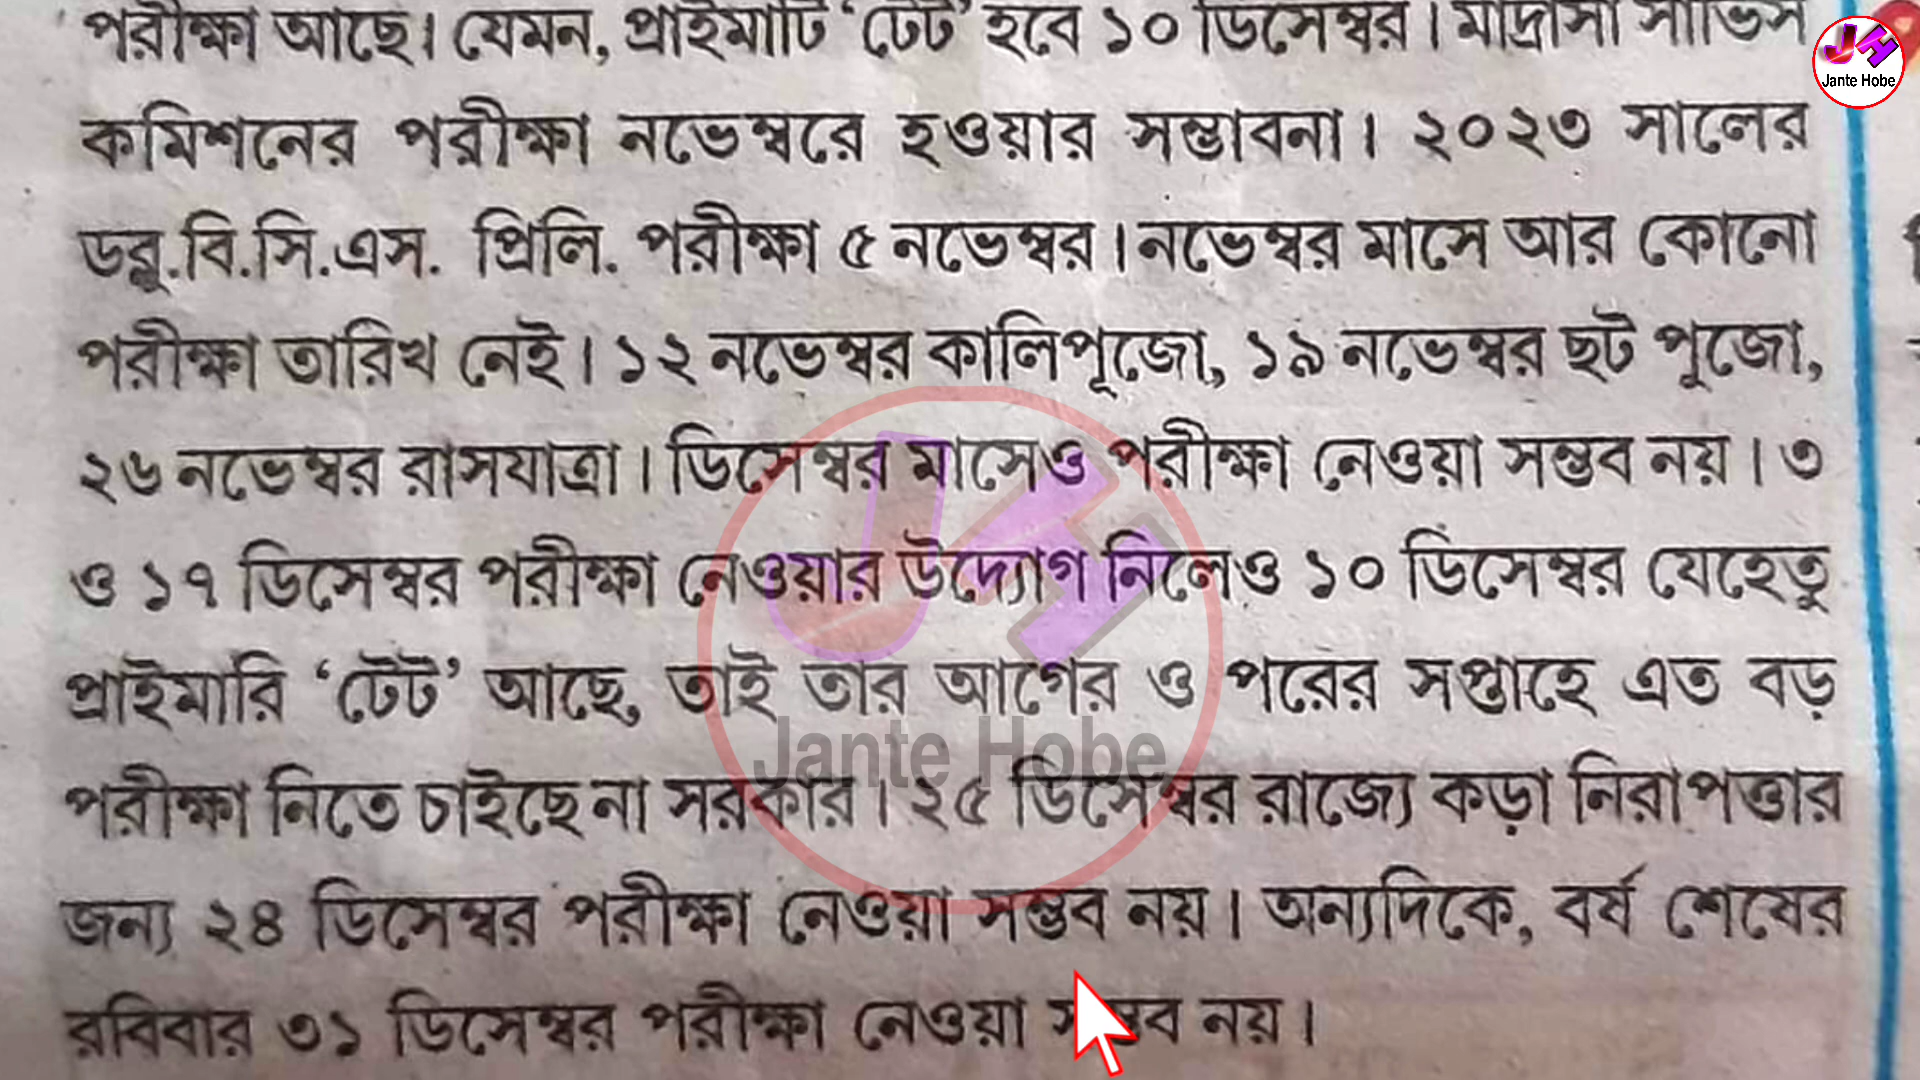 পরীক্ষা আছে। যেমন, প্রাইমারি ‘টেট’ হবে ১০ ডিসেম্বর। মাদ্রাসা সার্ভিস
Jante Hobe
কমিশনের পরীক্ষা নভেম্বরে হওয়ার সম্ভাবনা। ২০২৩ সালের
ডব্লু.বি.সি.এস. প্রিলি. পরীক্ষা ৫ নভেম্বর। নভেম্বর মাসে আর কোনো
পরীক্ষা তারিখ নেই। ১২ নভেম্বর কালিপূজো, ১৯ নভেম্বর ছট পুজো,
২৬ নভেম্বর রাসযাত্রা। ডিসেম্বর মাসেও পরীক্ষা নেওয়া সম্ভব নয়। ৩
ও ১৭ ডিসেম্বর পরীক্ষা নেওয়ার উদ্যোগ নিলেও ১০ ডিসেম্বর যেহেতু
প্রাইমারি ‘টেট’ আছে, তাই তার আগের ও পরের সপ্তাহে এত বড়
Jante Hobe
পরীক্ষা নিতে চাইছে না সরকার। ২৫ ডিসেম্বর রাজ্যে কড়া নিরাপত্তার
জন্য ২৪ ডিসেম্বর পরীক্ষা নেওয়া সম্ভব নয়। অন্যদিকে, বর্ষ শেষের
রবিবার ৩১ ডিসেম্বর পরীক্ষা নেওয়া সম্ভব নয়।